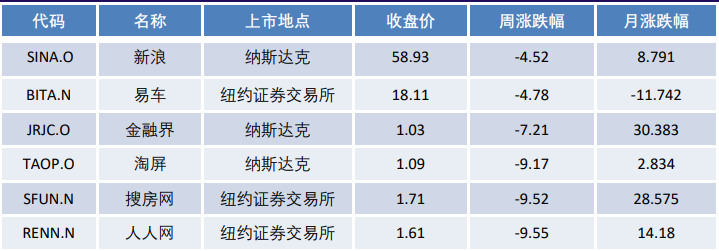 代码 名称 上市地点 收盘价 周涨跌幅 月涨跌幅
SINA.O 新浪 纳斯达克 58.93 -4.52 8.791
BITA.N 易车 纽约证券交易所 18.11 -4.78 -11.742
JRJC.O 金融界 纳斯达克 1.03 -7.21 30.383
TAOP.O 淘屏 纳斯达克 1.09 -9.17 2.834
SFUN.N 搜房网 纽约证券交易所 1.71 -9.52 28.575
RENN.N 人人网 纽约证券交易所 1.61 -9.55 14.18